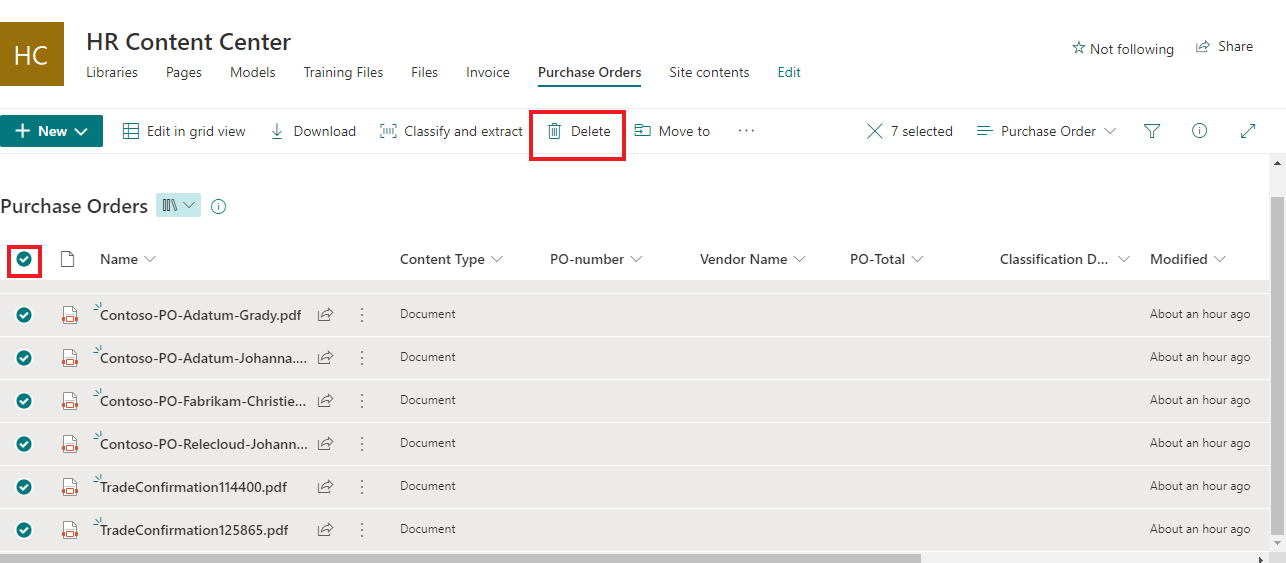 HC
HR Content Center
Not following
Share
Libraries Pages Models Training Files Files Invoice Purchase Orders Site contents Edit
New Edit in grid view Download Classify and extract Delete Move to ... 7 selected Purchase Order
Purchase Orders
Name Content Type PO-number Vendor Name PO-Total Classification D... Modified
Contoso-PO-Adatum-Grady.pdf Document About an hour ago
Contoso-PO-Adatum-Johanna.... Document About an hour ago
Contoso-PO-Fabrikam-Christie... Document About an hour ago
Contoso-PO-Relecloud-Johann... Document About an hour ago
TradeConfirmation114400.pdf Document About an hour ago
TradeConfirmation125865.pdf Document About an hour ago